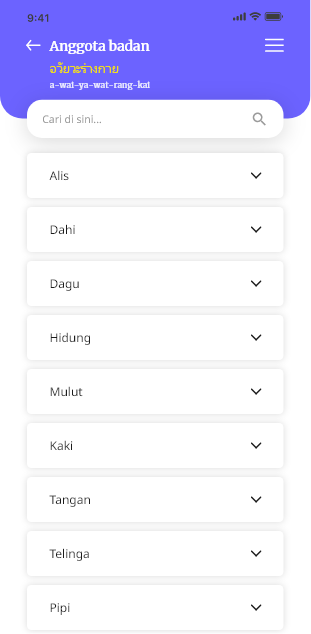 9:41
Anggota badan
อวัยวะร่างกาย
a-wai-ya-wat-rang-kai
Cari di sini...
Alis
Dahi
Dagu
Hidung
Mulut
Kaki
Tangan
Telinga
Pipi